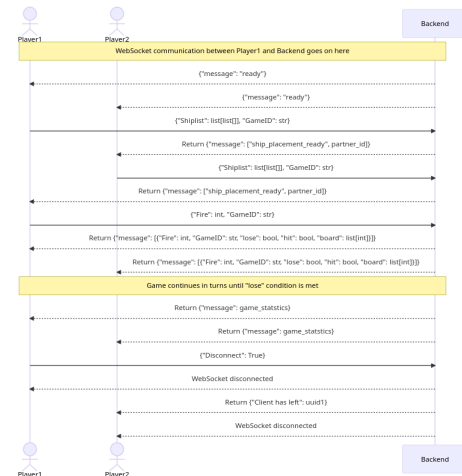 Player1 Player2 Backend
WebSocket communication between Player1 and Backend goes on here
{"message": "ready"}
{"message": "ready"}
{"Shiplist": list[list[]], "GameID": str}
Return {"message": ["ship_placement_ready", partner_id]}
{"Shiplist": list[list[]], "GameID": str}
Return {"message": ["ship_placement_ready", partner_id]}
{"Fire": int, "GameID": str}
Return {"message": [{"Fire": int, "GameID": str, "lose": bool, "hit": bool, "board": list[int]}]}
Return {"message": [{"Fire": int, "GameID": str, "lose": bool, "hit": bool, "board": list[int]}]}
Game continues in turns until "lose" condition is met
Return {"message": game_statstics}
Return {"message": game_statstics}
{"Disconnect": True}
WebSocket disconnected
Return {"Client has left": uuid1}
WebSocket disconnected
Player1 Player2 Backend